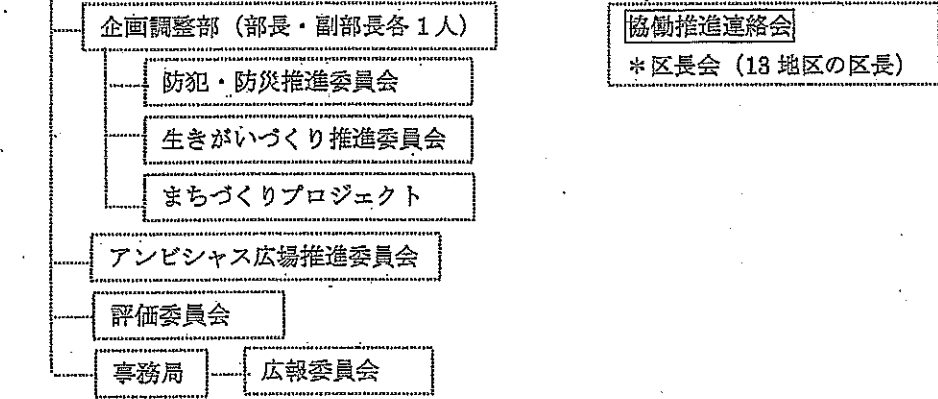 企画調整部（部長・副部長各１人）
防犯・防災推進委員会
生きがいづくり推進委員会
まちづくりプロジェクト
アンビシャス広場推進委員会
評価委員会
事務局
広報委員会
協働推進連絡会
＊区長会（13 地区の区長）